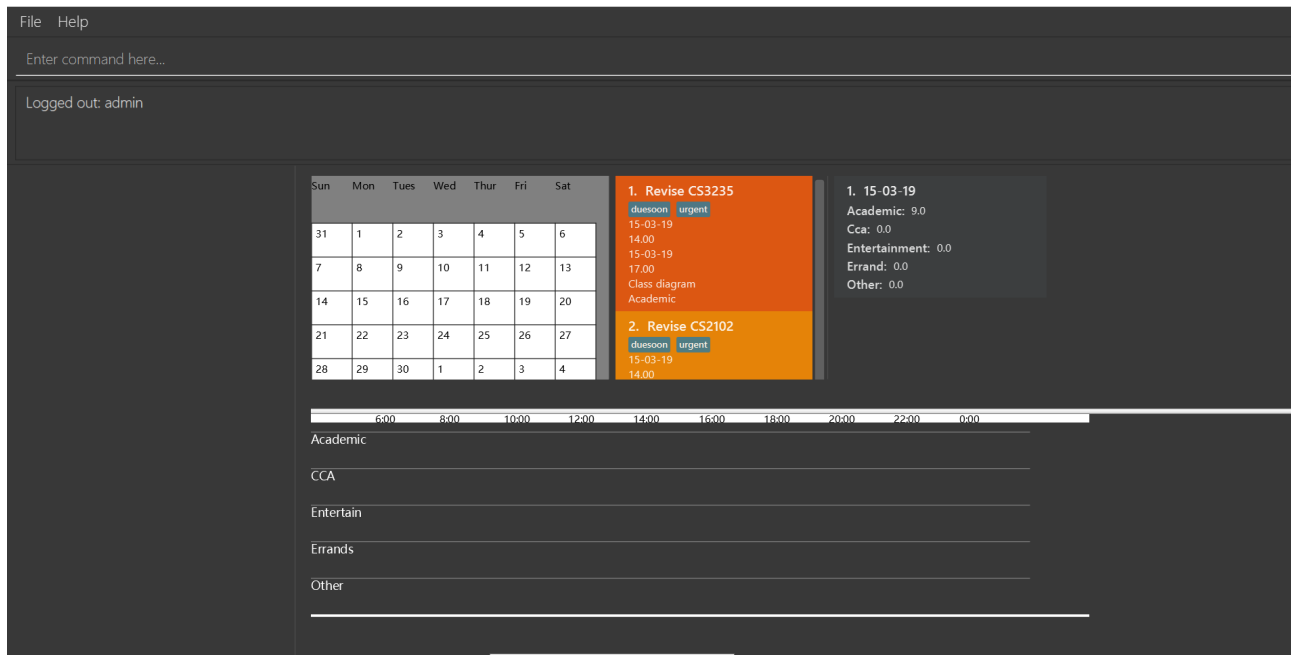 File Help
Enter command here...
Logged out: admin
Sun Mon Tues Wed Thur Fri Sat
31 1 2 3 4 5 6
7 8 9 10 11 12 13
14 15 16 17 18 19 20
21 22 23 24 25 26 27
28 29 30 1 2 3 4
1. Revise CS3235
duesoon urgent
15-03-19
14.00
15-03-19
17.00
Class diagram
Academic
2. Revise CS2102
duesoon urgent
15-03-19
14.00
1. 15-03-19
Academic: 9.0
Cca: 0.0
Entertainment: 0.0
Errand: 0.0
Other: 0.0
6:00 8:00 10:00 12:00 14:00 16:00 18:00 20:00 22:00 0:00
Academic
CCA
Entertain
Errands
Other